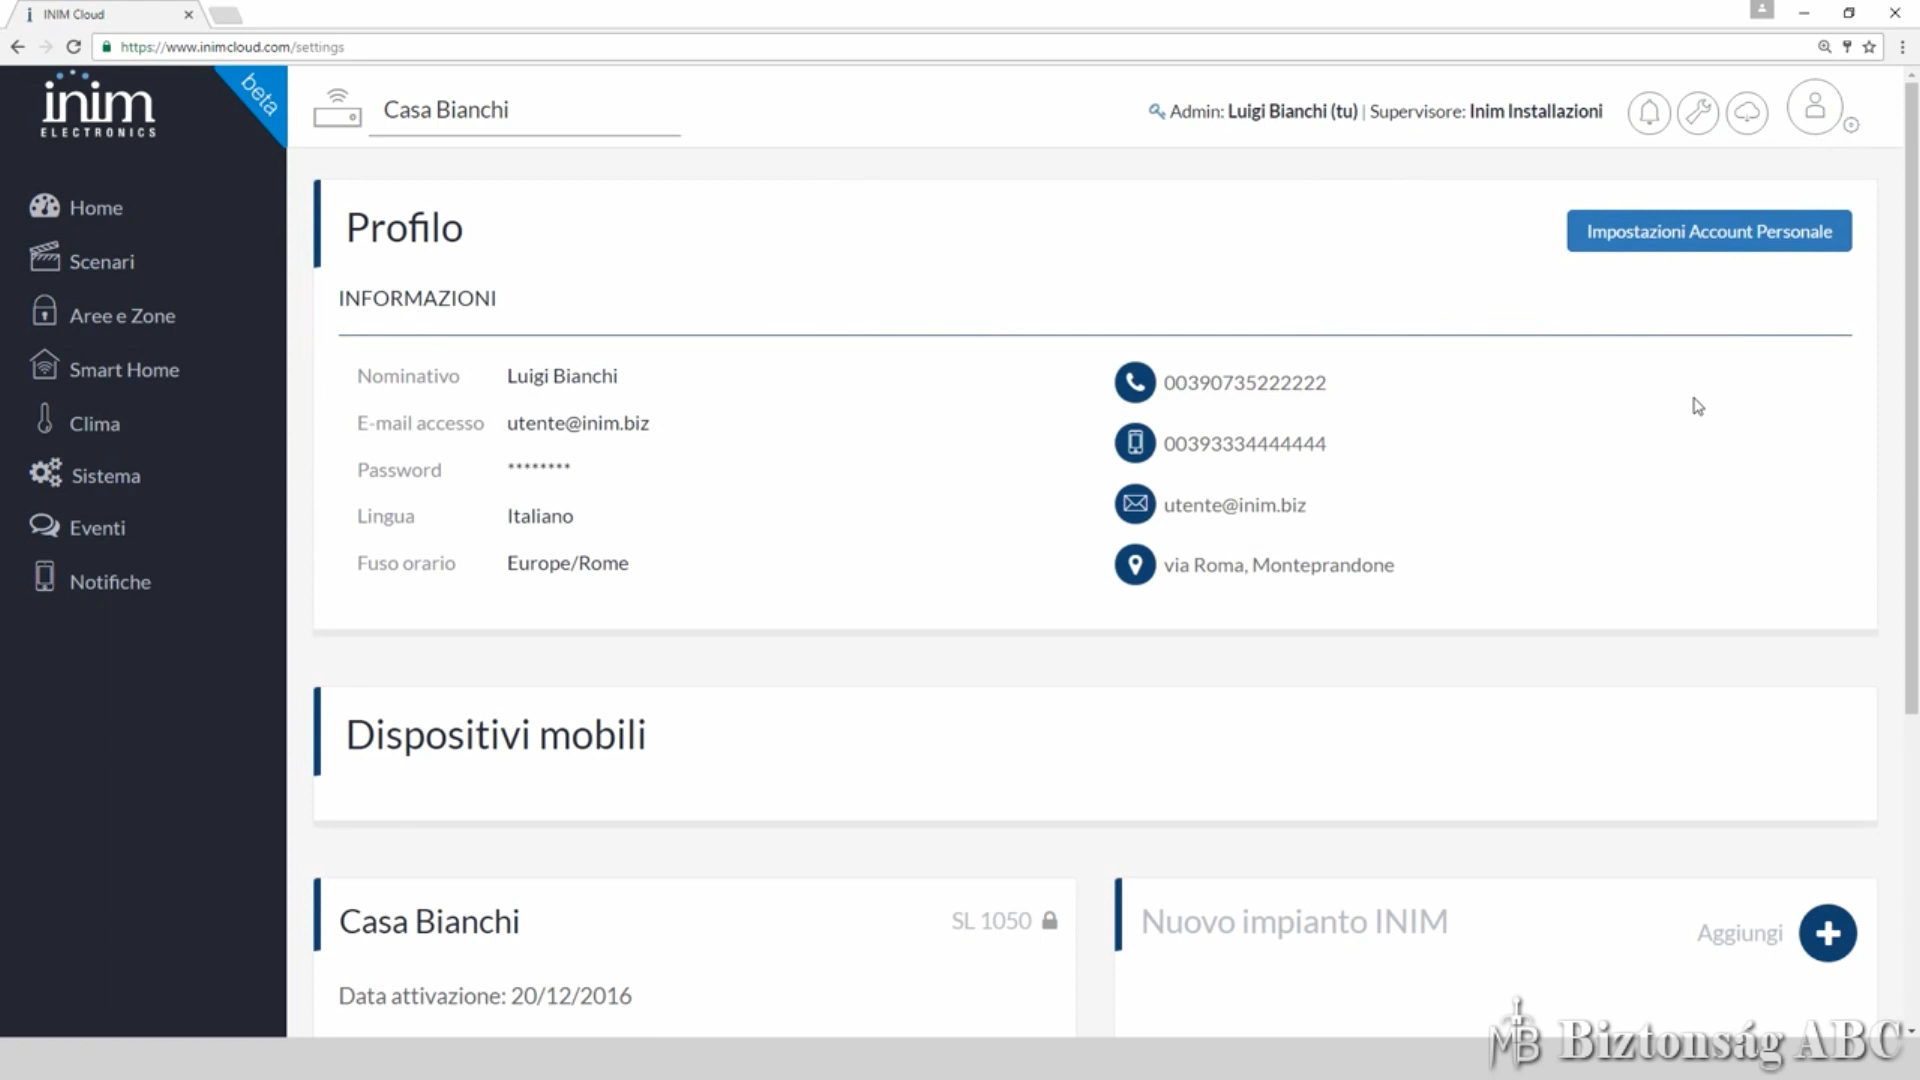 INIM Cloud
https://www.inimcloud.com/settings
inim
ELECTRONICS
beta
Casa Bianchi
Admin: Luigi Bianchi (tu) | Supervisore: Inim Installazioni
Home
Scenari
Aree e Zone
Smart Home
Clima
Sistema
Eventi
Notifiche
Profilo
Impostazioni Account Personale
INFORMAZIONI
Nominativo Luigi Bianchi
E-mail accesso utente@inim.biz
Password ********
Lingua Italiano
Fuso orario Europe/Rome
00390735222222
00393334444444
utente@inim.biz
via Roma, Monteprandone
Dispositivi mobili
Casa Bianchi
SL 1050
Data attivazione: 20/12/2016
Nuovo impianto INIM
Aggiungi
MB Biztonság ABC